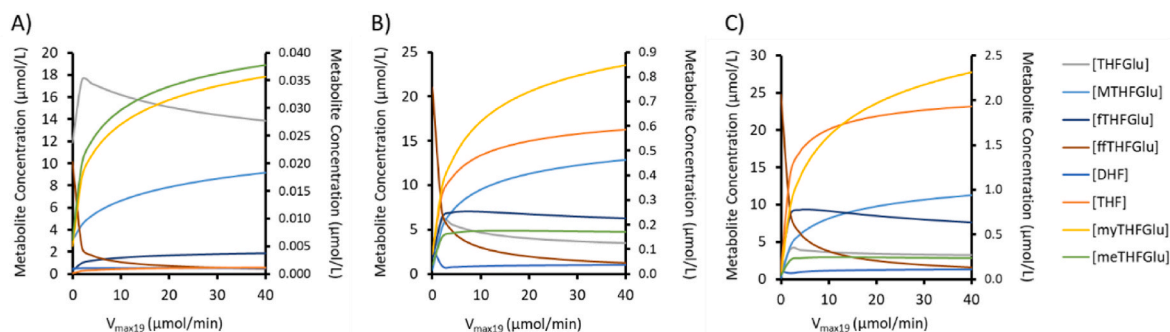 A)
Metabolite Concentration (µmol/L)
20
18
16
14
12
10
8
6
4
2
0
0.040
0.035
0.030
0.025
0.020
0.015
0.010
0.005
0.000
Metabolite Concentration (µmol/L)
0 10 20 30 40
Vmax19 (µmol/min)
B)
Metabolite Concentration (µmol/L)
25
20
15
10
5
0
0.9
0.8
0.7
0.6
0.5
0.4
0.3
0.2
0.1
0.0
Metabolite Concentration (µmol/L)
0 10 20 30 40
Vmax19 (µmol/min)
C)
Metabolite Concentration (µmol/L)
30
25
20
15
10
5
0
2.5
2.0
1.5
1.0
0.5
0.0
Metabolite Concentration (µmol/L)
0 10 20 30 40
Vmax19 (µmol/min)
[THFGlu]
[MTHFGlu]
[fTHFGlu]
[ffTHFGlu]
[DHF]
[THF]
[myTHFGlu]
[meTHFGlu]